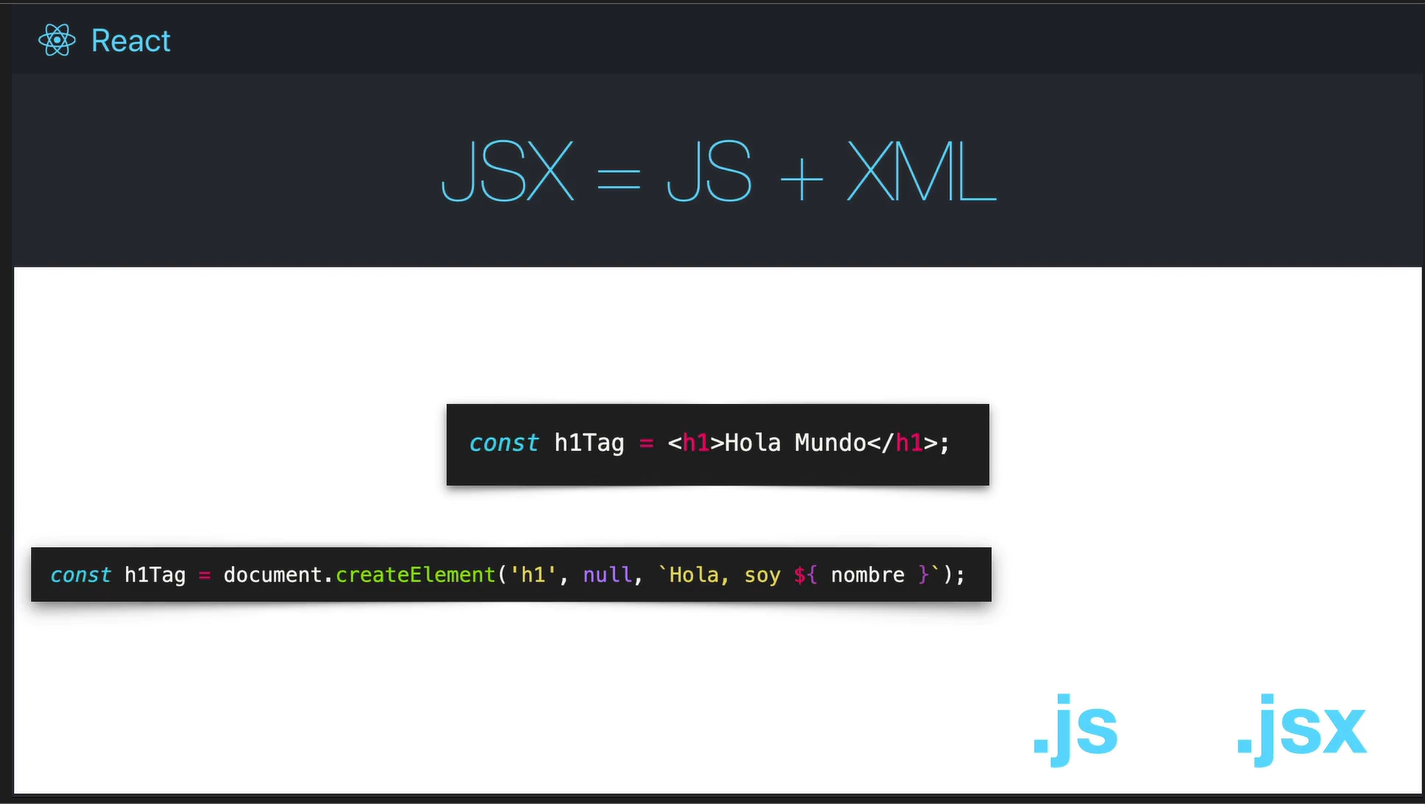 React
JSX = JS + XML
const h1Tag = <h1>Hola Mundo</h1>;
const h1Tag = document.createElement('h1', null, `Hola, soy ${ nombre }`);
.js .jsx